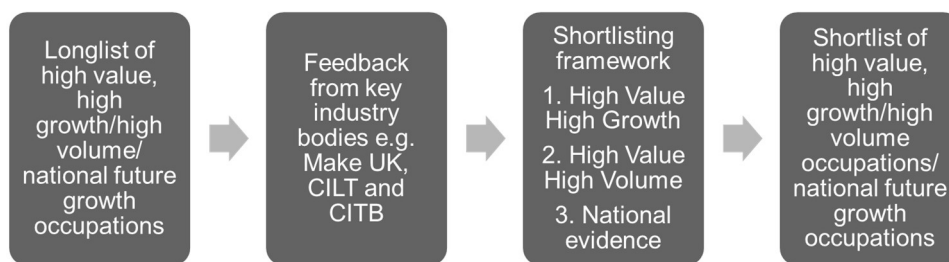 Longlist of
high value,
high
growth/high
volume/
national future
growth
occupations
Feedback
from key
industry
bodies e.g.
Make UK,
CILT and
CITB
Shortlisting
framework
1. High Value
High Growth
2. High Value
High Volume
3. National
evidence
Shortlist of
high value,
high
growth/high
volume
occupations/
national future
growth
occupations